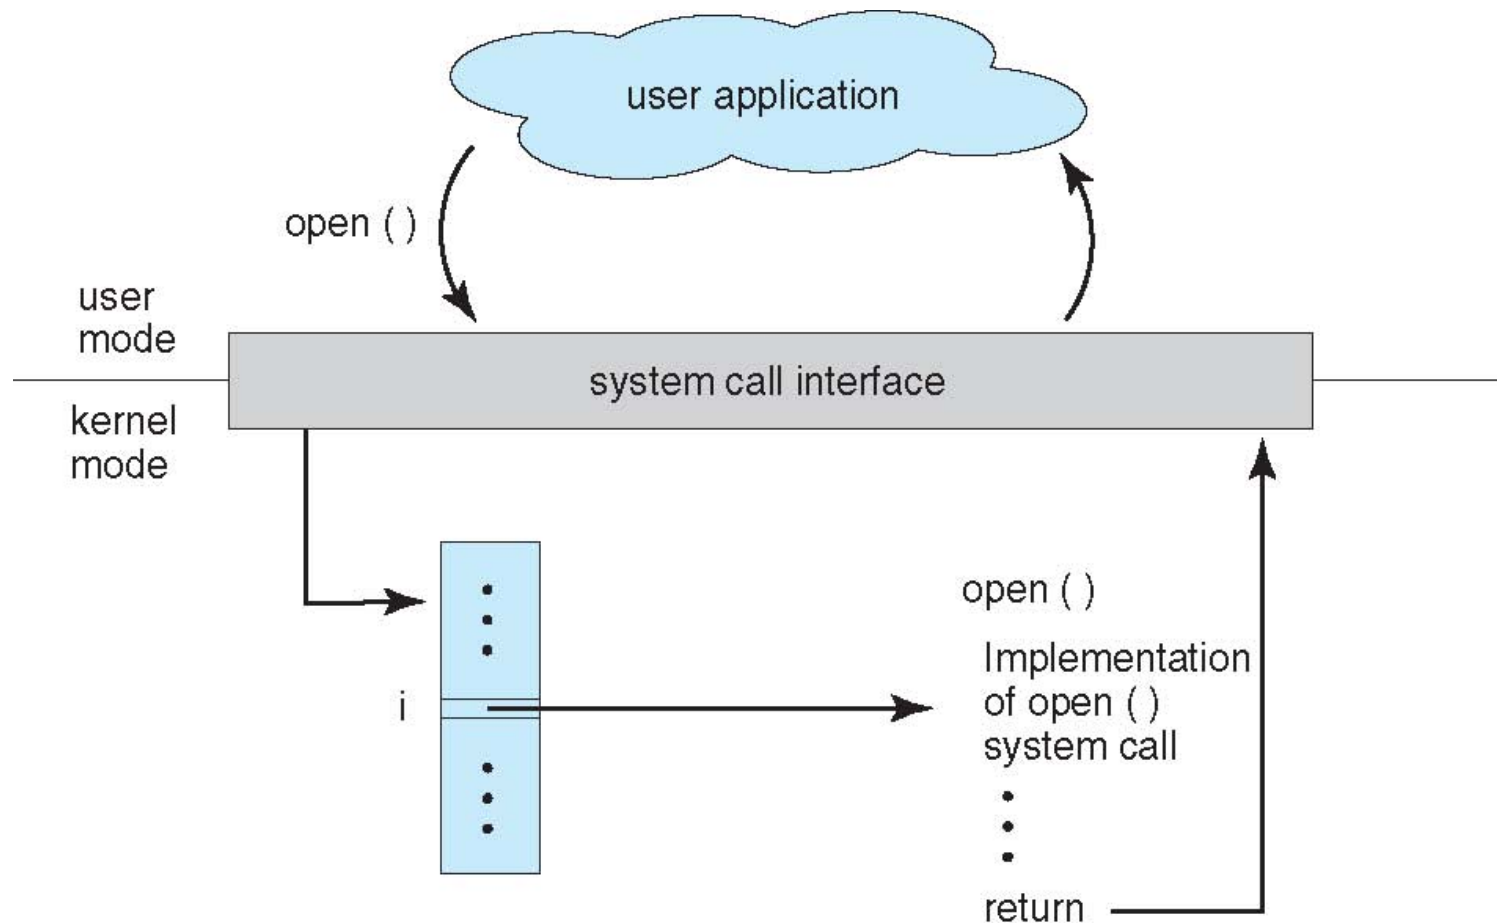 user application
open ( )
user
mode
system call interface
kernel
mode
open ( )
Implementation
of open ( )
system call
i
return